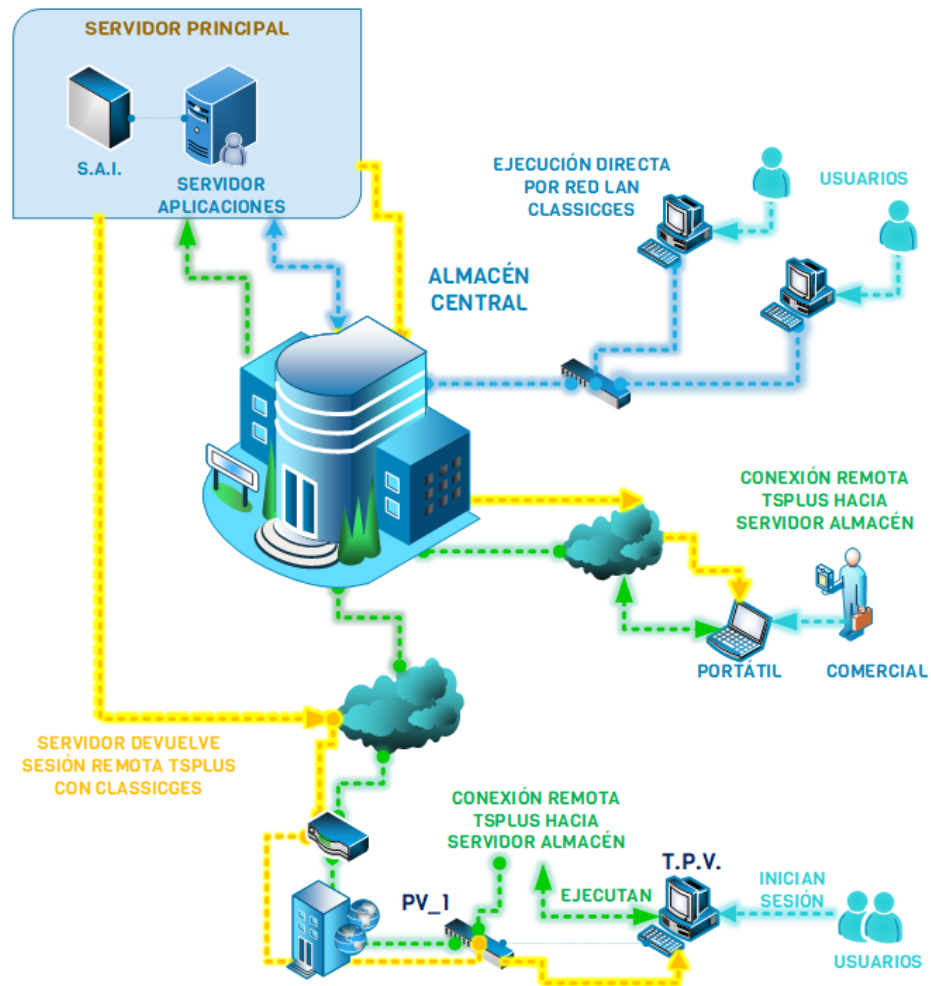 SERVIDOR PRINCIPAL
S.A.I.
SERVIDOR
APLICACIONES
EJECUCIÓN DIRECTA
POR RED LAN
CLASSICGES
USUARIOS
ALMACÉN
CENTRAL
CONEXIÓN REMOTA
TSPLUS HACIA
SERVIDOR ALMACÉN
PORTÁTIL
COMERCIAL
SERVIDOR DEVUELVE
SESIÓN REMOTA TSPLUS
CON CLASSICGES
CONEXIÓN REMOTA
TSPLUS HACIA
SERVIDOR ALMACÉN
T.P.V.
PV_1
EJECUTAN
INICIAN
SESIÓN
USUARIOS